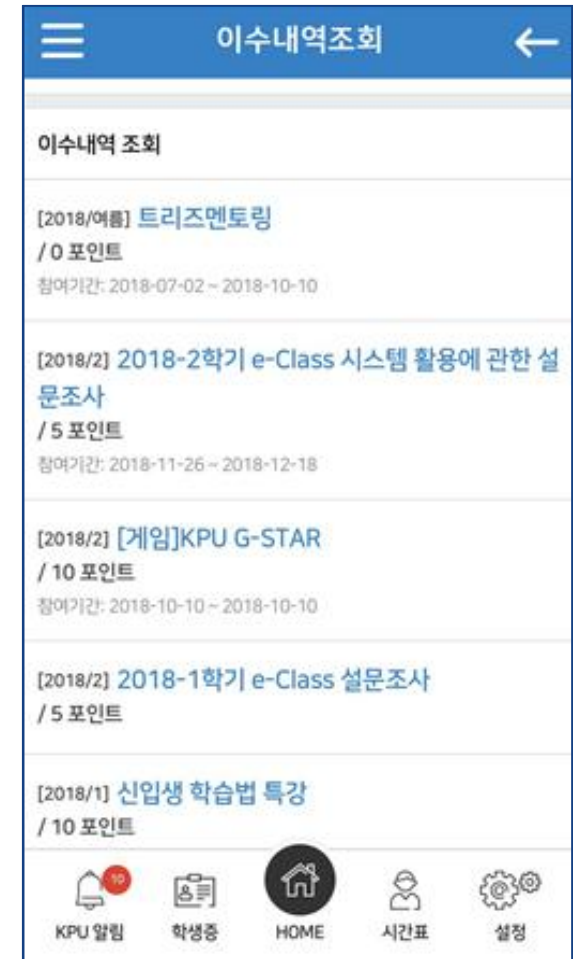 이수내역조회
이수내역 조회
[2018/여름] 트리즈멘토링
/ 0 포인트
참여기간: 2018-07-02 ~ 2018-10-10
[2018/2] 2018-2학기 e-Class 시스템 활용에 관한 설
문조사
/ 5 포인트
참여기간: 2018-11-26 ~ 2018-12-18
[2018/2] [게임]KPU G-STAR
/ 10 포인트
참여기간: 2018-10-10 ~ 2018-10-10
[2018/2] 2018-1학기 e-Class 설문조사
/ 5 포인트
[2018/1] 신입생 학습법 특강
/ 10 포인트
10
KPU 알림 학생증 HOME 시간표 설정